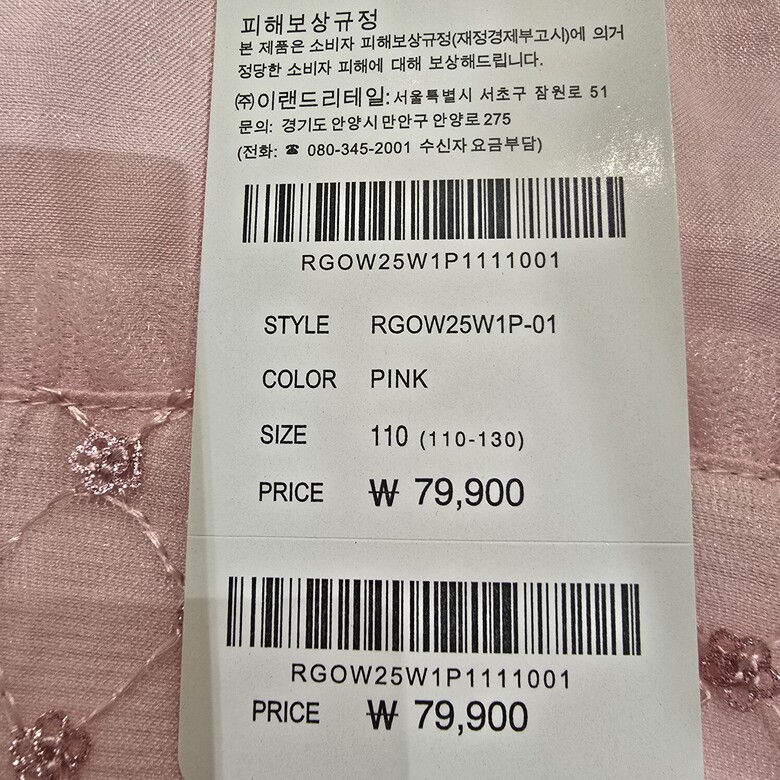 피해보상규정
본 제품은 소비자 피해보상규정(재정경제부고시)에 의거
정당한 소비자 피해에 대해 보상해드립니다.
㈜이랜드리테일: 서울특별시 서초구 잠원로 51
문의: 경기도 안양시 만안구 안양로 275
(전화: ☎ 080-345-2001 수신자 요금부담)
RGOW25W1P1111001
STYLE RGOW25W1P-01
COLOR PINK
SIZE 110 (110-130)
PRICE ₩ 79,900
RGOW25W1P1111001
PRICE ₩ 79,900